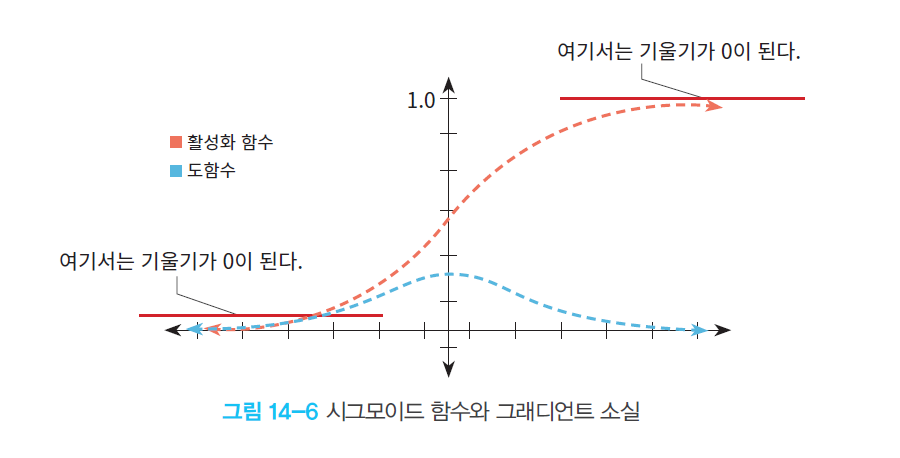 여기서는 기울기가 0이 된다.
1.0
활성화 함수
도함수
여기서는 기울기가 0이 된다.
그림 14-6 시그모이드 함수와 그래디언트 소실